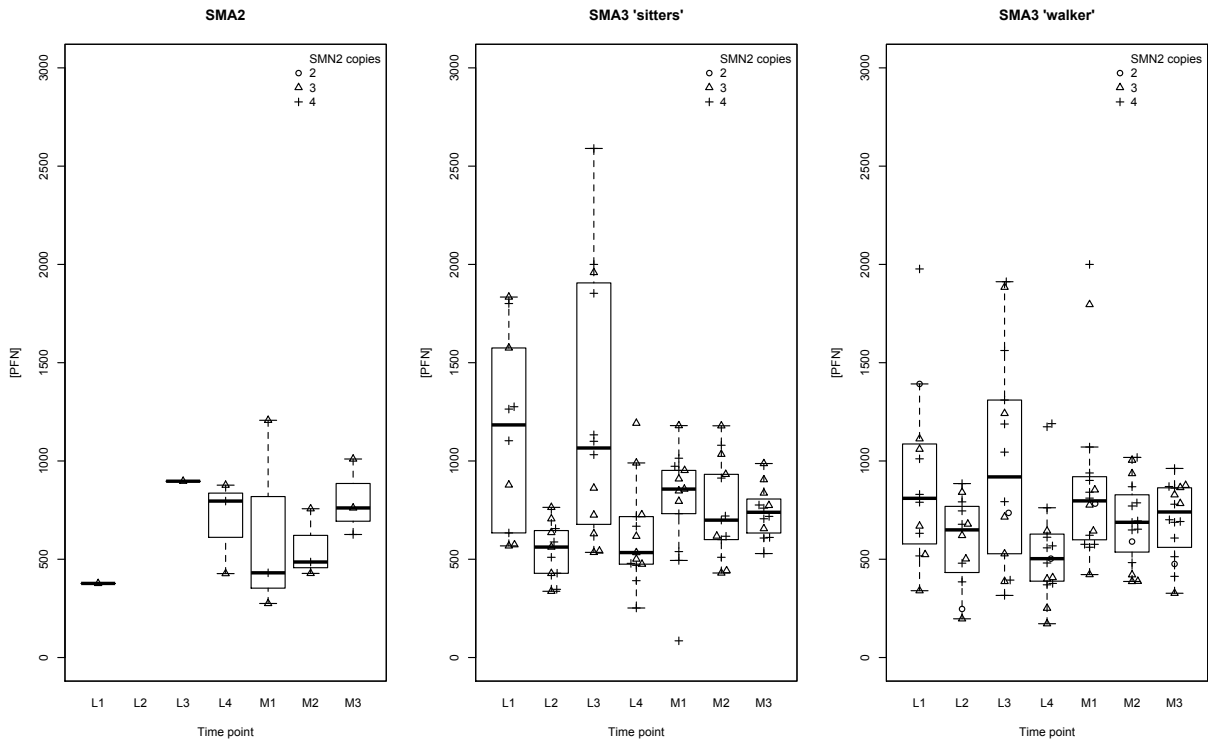 SMA2
SMA3 'sitters'
SMA3 'walker'
[PFN]
3000
2500
2000
1500
1000
500
0
SMN2 copies
2
3
4
L1 L2 L3 L4 M1 M2 M3
Time point
[PFN]
3000
2500
2000
1500
1000
500
0
SMN2 copies
2
3
4
L1 L2 L3 L4 M1 M2 M3
Time point
[PFN]
3000
2500
2000
1500
1000
500
0
SMN2 copies
2
3
4
L1 L2 L3 L4 M1 M2 M3
Time point